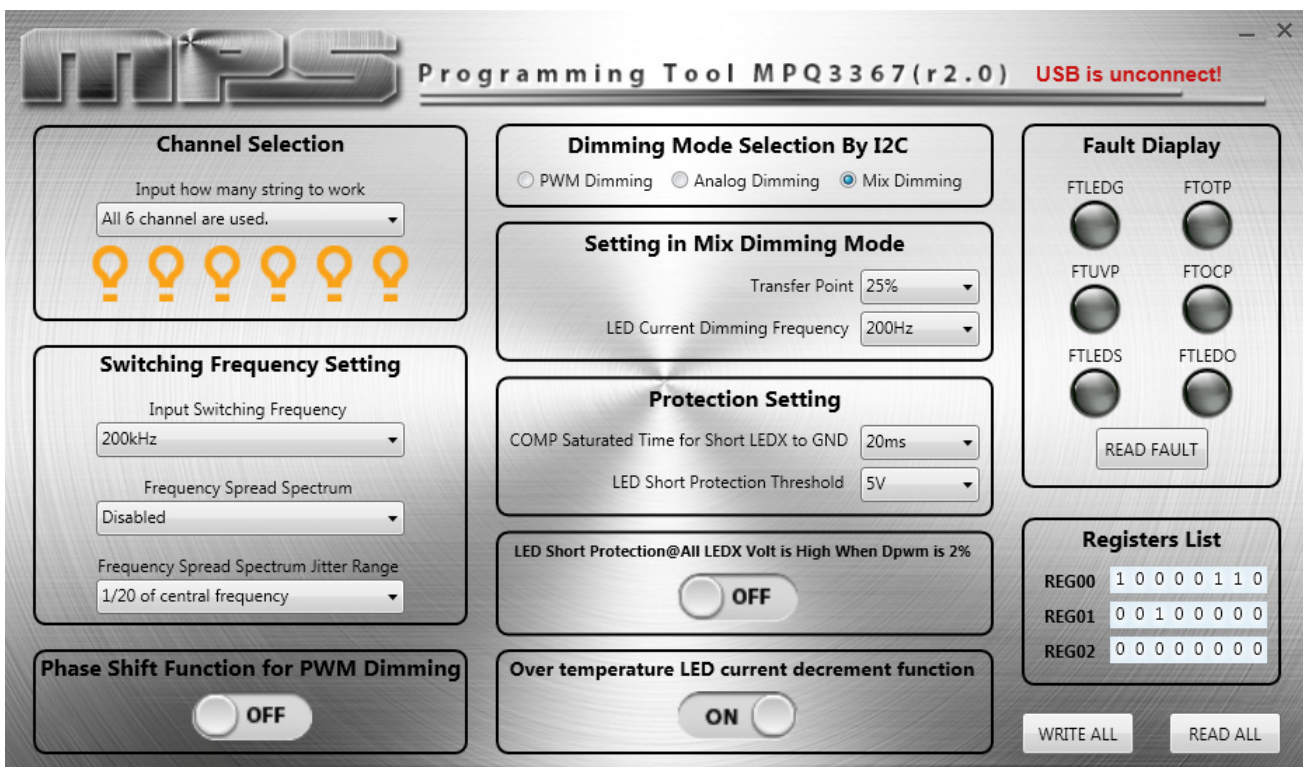 MPS
Programming Tool MPQ3367(r2.0)
USB is unconnect!
Channel Selection
Input how many string to work
All 6 channel are used.
Switching Frequency Setting
Input Switching Frequency
200kHz
Frequency Spread Spectrum
Disabled
Frequency Spread Spectrum Jitter Range
1/20 of central frequency
Phase Shift Function for PWM Dimming
OFF
Dimming Mode Selection By I2C
PWM Dimming Analog Dimming Mix Dimming
Setting in Mix Dimming Mode
Transfer Point 25%
LED Current Dimming Frequency 200Hz
Protection Setting
COMP Saturated Time for Short LEDX to GND 20ms
LED Short Protection Threshold 5V
LED Short Protection@All LEDX Volt is High When Dpwm is 2%
OFF
Over temperature LED current decrement function
ON
Fault Diaplay
FTLEDG FTOTP
FTUVP FTOCP
FTLEDS FTLEDO
READ FAULT
Registers List
REG00 1 0 0 0 0 1 1 0
REG01 0 0 1 0 0 0 0 0
REG02 0 0 0 0 0 0 0 0
WRITE ALL READ ALL